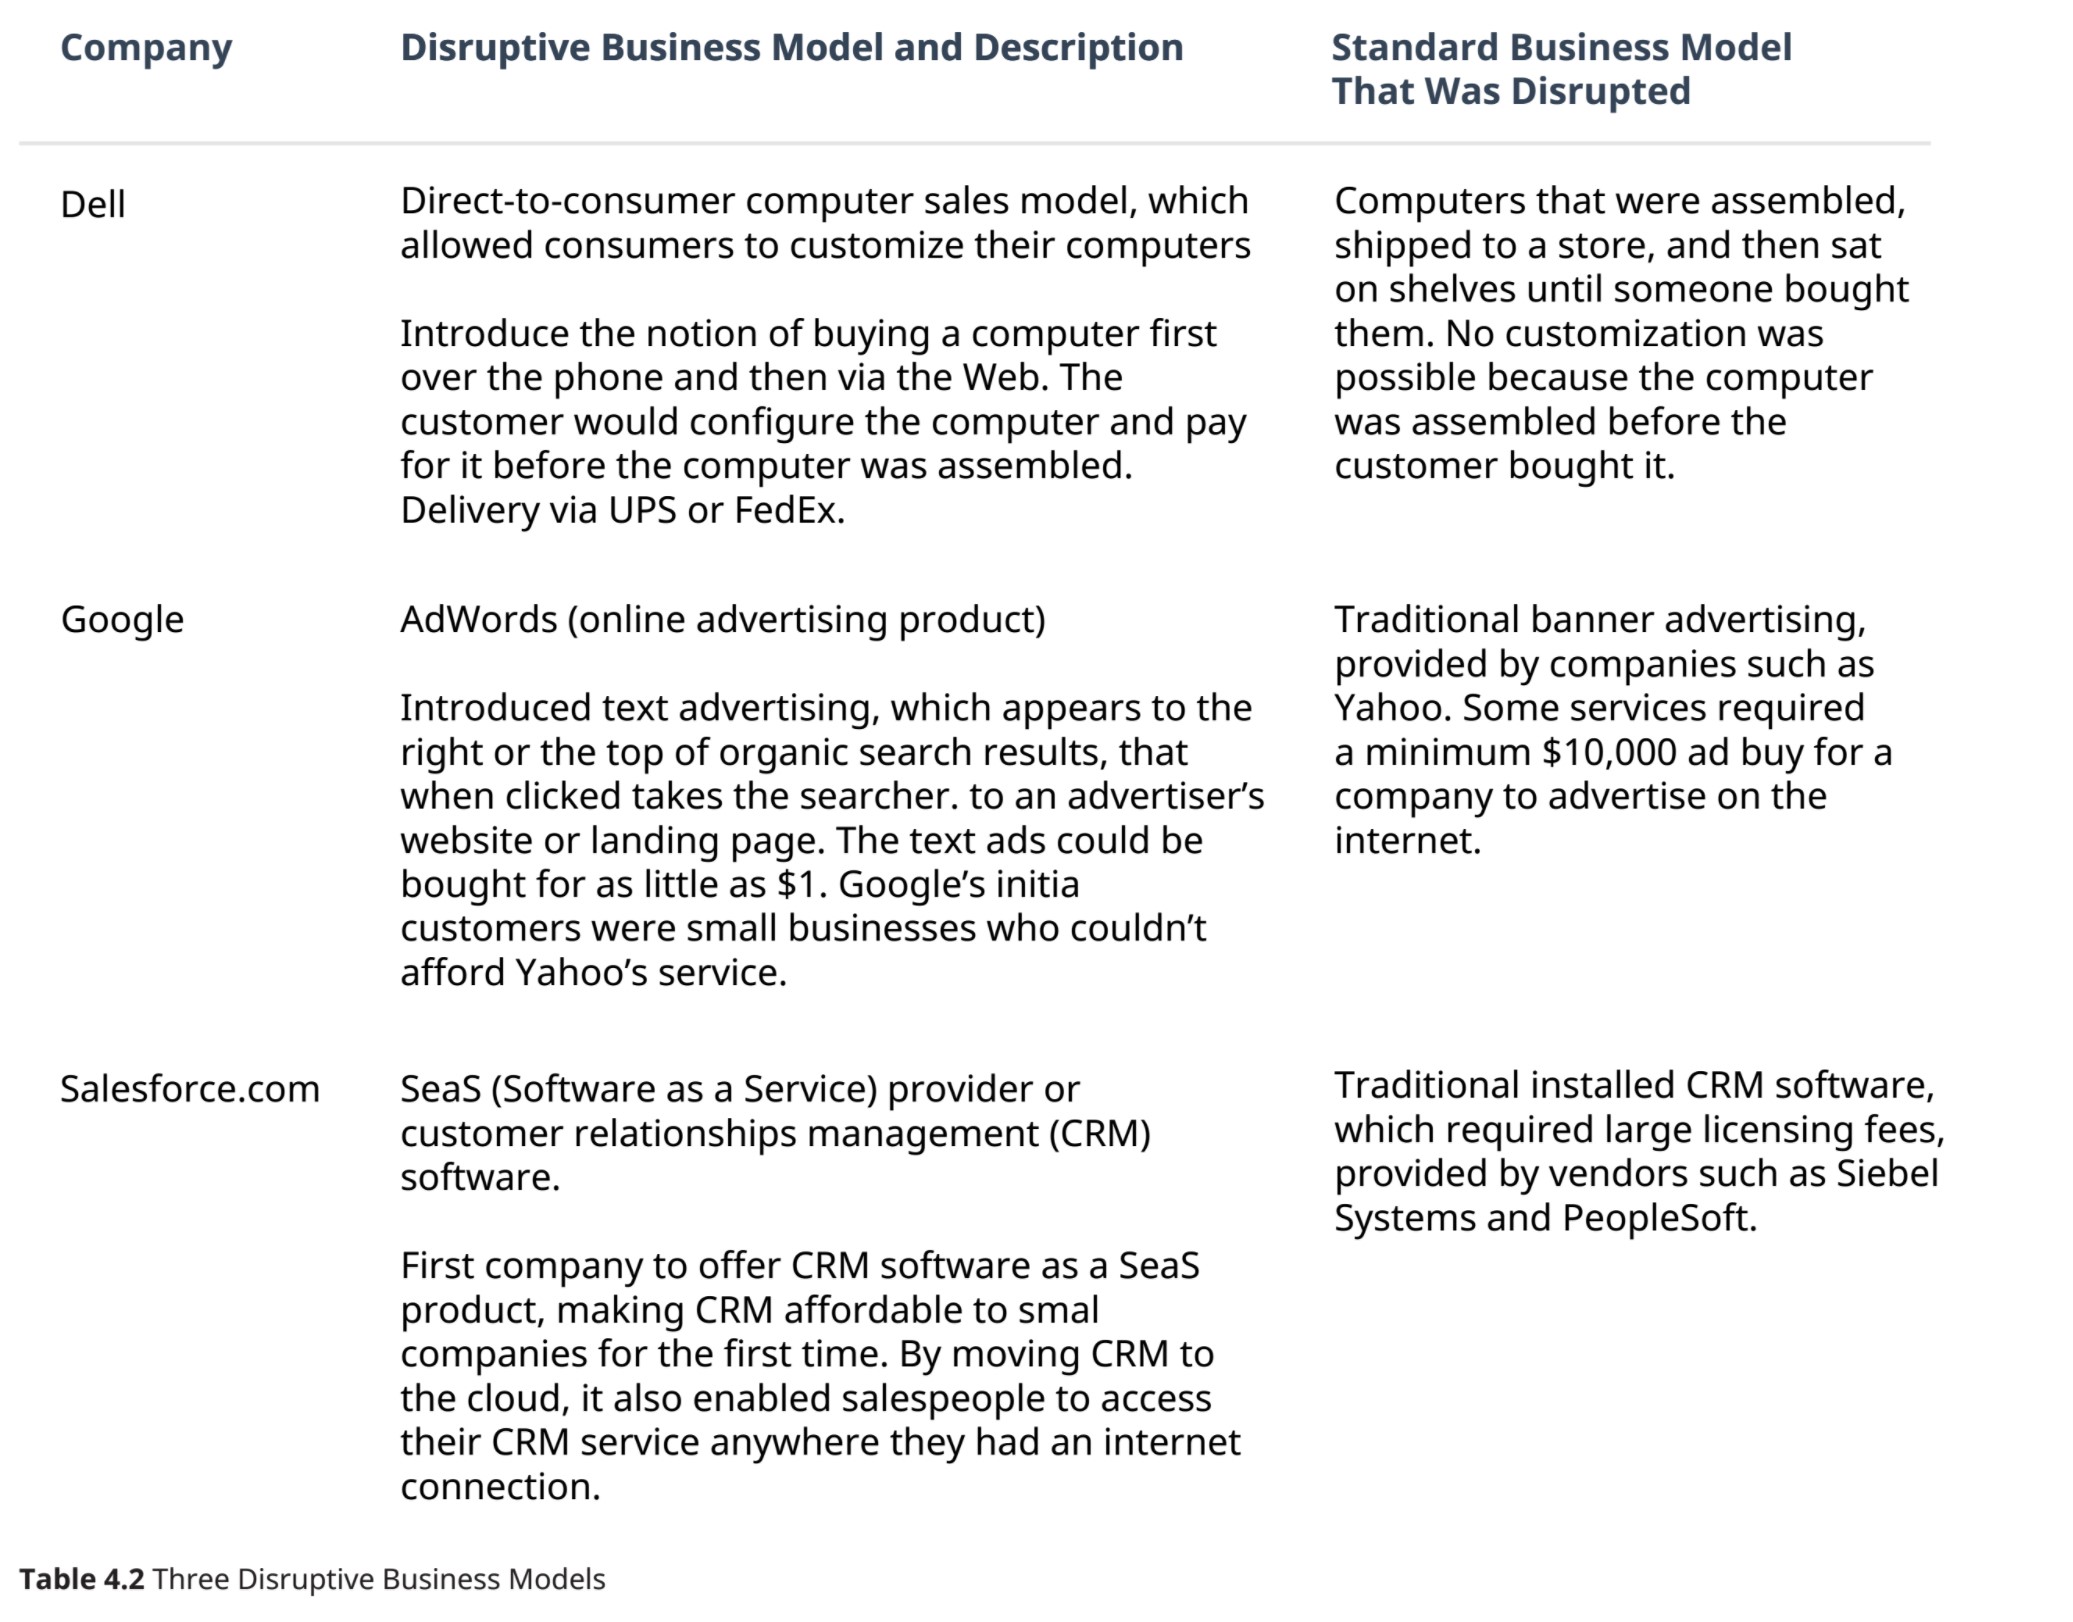 Company
Disruptive Business Model and Description
Standard Business Model
That Was Disrupted
Dell
Direct-to-consumer computer sales model, which
allowed consumers to customize their computers
Introduce the notion of buying a computer first
over the phone and then via the Web. The
customer would configure the computer and pay
for it before the computer was assembled.
Delivery via UPS or FedEx.
Computers that were assembled,
shipped to a store, and then sat
on shelves until someone bought
them. No customization was
possible because the computer
was assembled before the
customer bought it.
Google
AdWords (online advertising product)
Introduced text advertising, which appears to the
right or the top of organic search results, that
when clicked takes the searcher. to an advertiser’s
website or landing page. The text ads could be
bought for as little as $1. Google’s initia
customers were small businesses who couldn’t
afford Yahoo’s service.
Traditional banner advertising,
provided by companies such as
Yahoo. Some services required
a minimum $10,000 ad buy for a
company to advertise on the
internet.
Salesforce.com
SeaS (Software as a Service) provider or
customer relationships management (CRM)
software.
First company to offer CRM software as a SeaS
product, making CRM affordable to smal
companies for the first time. By moving CRM to
the cloud, it also enabled salespeople to access
their CRM service anywhere they had an internet
connection.
Traditional installed CRM software,
which required large licensing fees,
provided by vendors such as Siebel
Systems and PeopleSoft.
Table 4.2 Three Disruptive Business Models